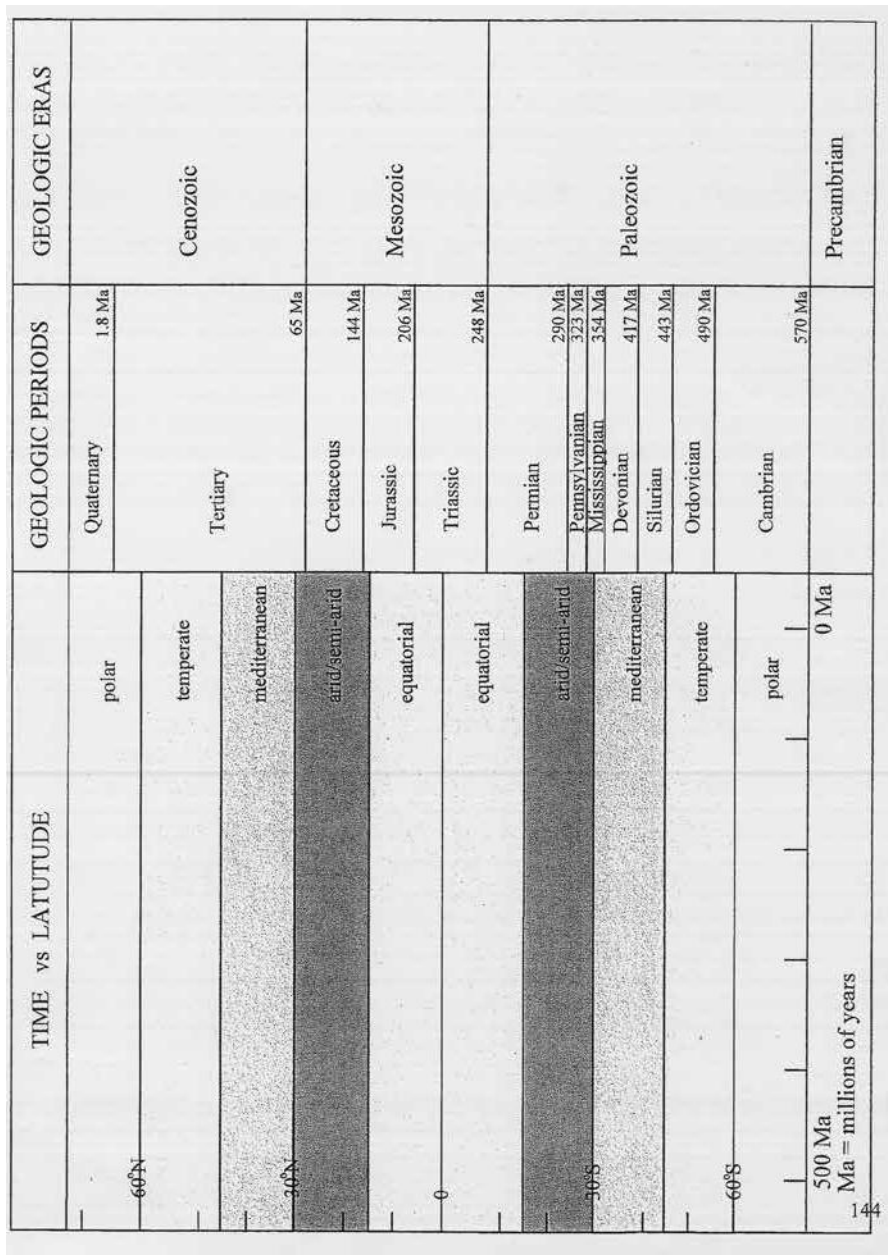 TIME vs LATUTUDE
GEOLOGIC PERIODS
GEOLOGIC ERAS
60°N
30°N
0
30°S
60°S
polar
temperate
mediterranean
arid/semi-arid
equatorial
equatorial
arid/semi-arid
mediterranean
temperate
polar
500 Ma
0 Ma
Ma = millions of years
Quaternary
1.8 Ma
Tertiary
65 Ma
Cretaceous
144 Ma
Jurassic
206 Ma
Triassic
248 Ma
Permian
290 Ma
Pennsylvanian
323 Ma
Mississippian
354 Ma
Devonian
417 Ma
Silurian
443 Ma
Ordovician
490 Ma
Cambrian
570 Ma
Cenozoic
Mesozoic
Paleozoic
Precambrian
144